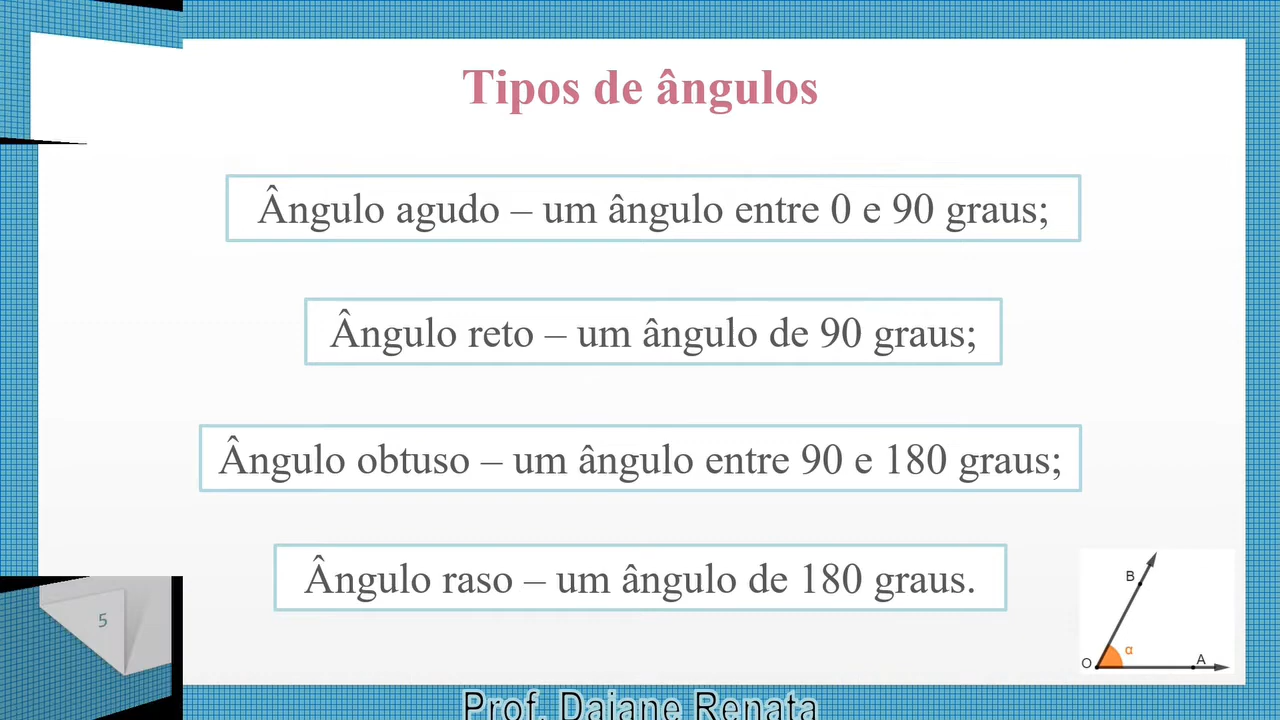 Tipos de ângulos
Ângulo agudo – um ângulo entre 0 e 90 graus;
Ângulo reto – um ângulo de 90 graus;
Ângulo obtuso – um ângulo entre 90 e 180 graus;
Ângulo raso – um ângulo de 180 graus.
B
5
α
O
A
Prof. Daiane Renata